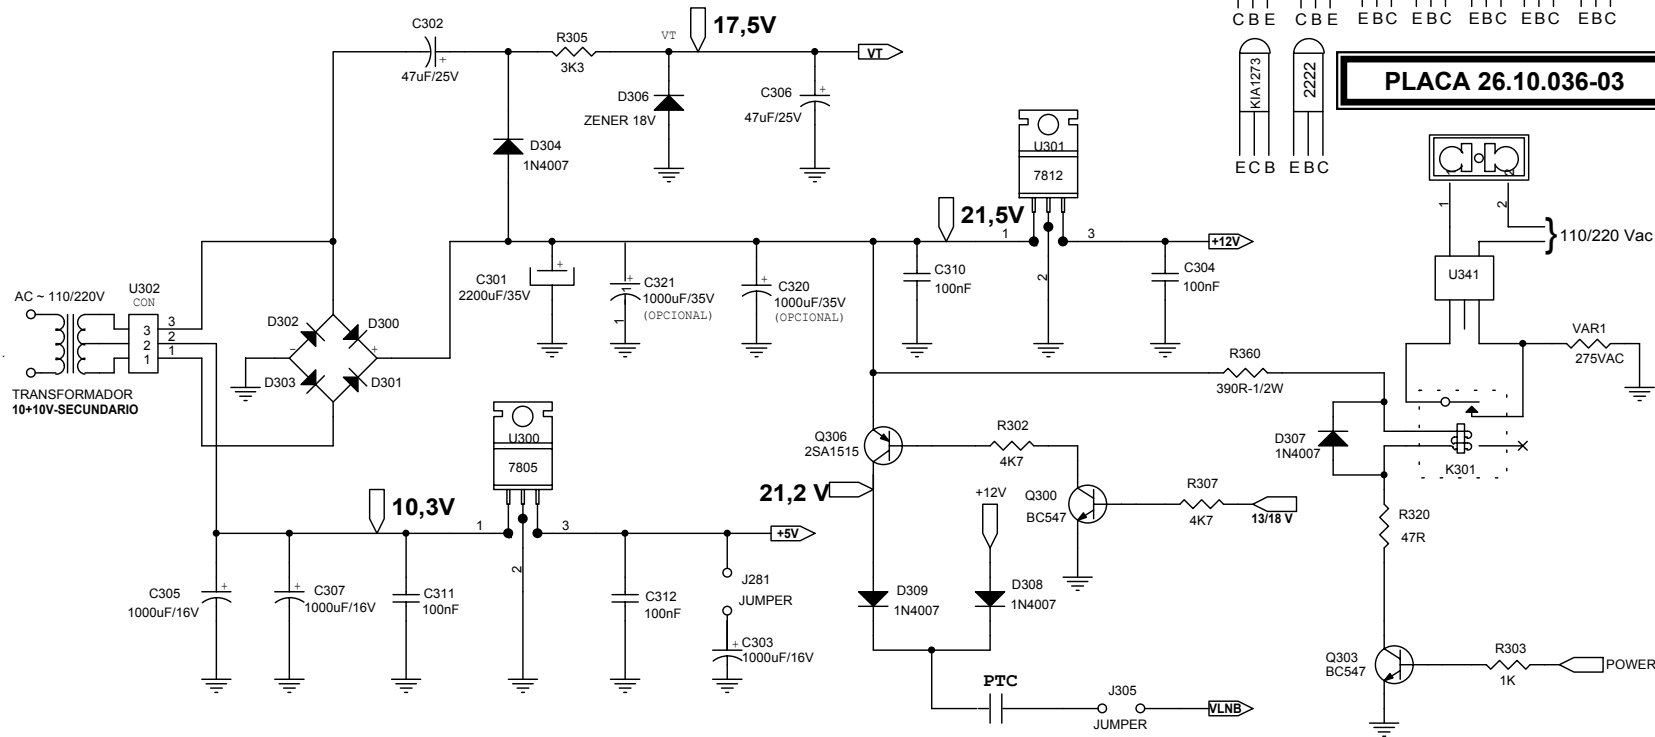 C B E C B E E B C E B C E B C E B C E B C
C302
47uF/25V
+
R305
3K3
VT
17,5V
VT
D306
ZENER 18V
C306
47uF/25V
+
D304
1N4007
KIA1273
2222
E C B E B C
PLACA 26.10.036-03
U301
7812
1
2
3
21,5V
+12V
1
2
110/220 Vac
U341
VAR1
275VAC
AC ~ 110/220V
U302
CON
3
2
1
3
2
1
TRANSFORMADOR
10+10V-SECUNDARIO
D302
D300
D303
D301
-
+
C301
2200uF/35V
+
C321
1000uF/35V
(OPCIONAL)
+
1
1
C320
1000uF/35V
(OPCIONAL)
+
C310
100nF
C304
100nF
R360
390R-1/2W
U300
7805
1
2
3
10,3V
+5V
Q306
2SA1515
R302
4K7
D307
1N4007
K301
21,2 V
+12V
Q300
BC547
R307
4K7
13/18 V
R320
47R
C305
1000uF/16V
+
C307
1000uF/16V
+
C311
100nF
C312
100nF
J281
JUMPER
C303
1000uF/16V
+
D309
1N4007
D308
1N4007
PTC
J305
JUMPER
VLNB
Q303
BC547
R303
1K
POWER